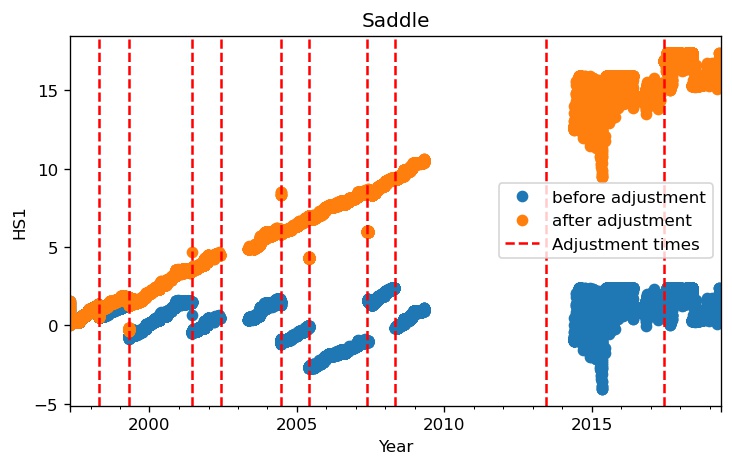 Saddle
HS1
15
10
5
0
−5
before adjustment
after adjustment
Adjustment times
2000
2005
2010
2015
Year